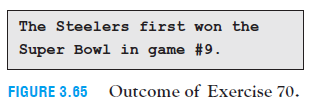 The Steelers first won the
Super Bowl in game #9.
FIGURE 3.65 Outcome of Exercise 70.